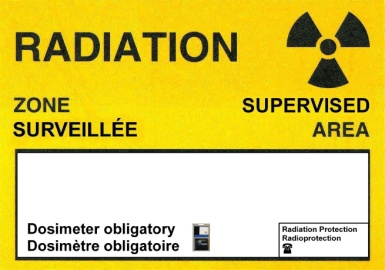 RADIATION
ZONE SUPERVISED
SURVEILLÉE AREA
Dosimeter obligatory
Dosimètre obligatoire
Radiation Protection
Radioprotection